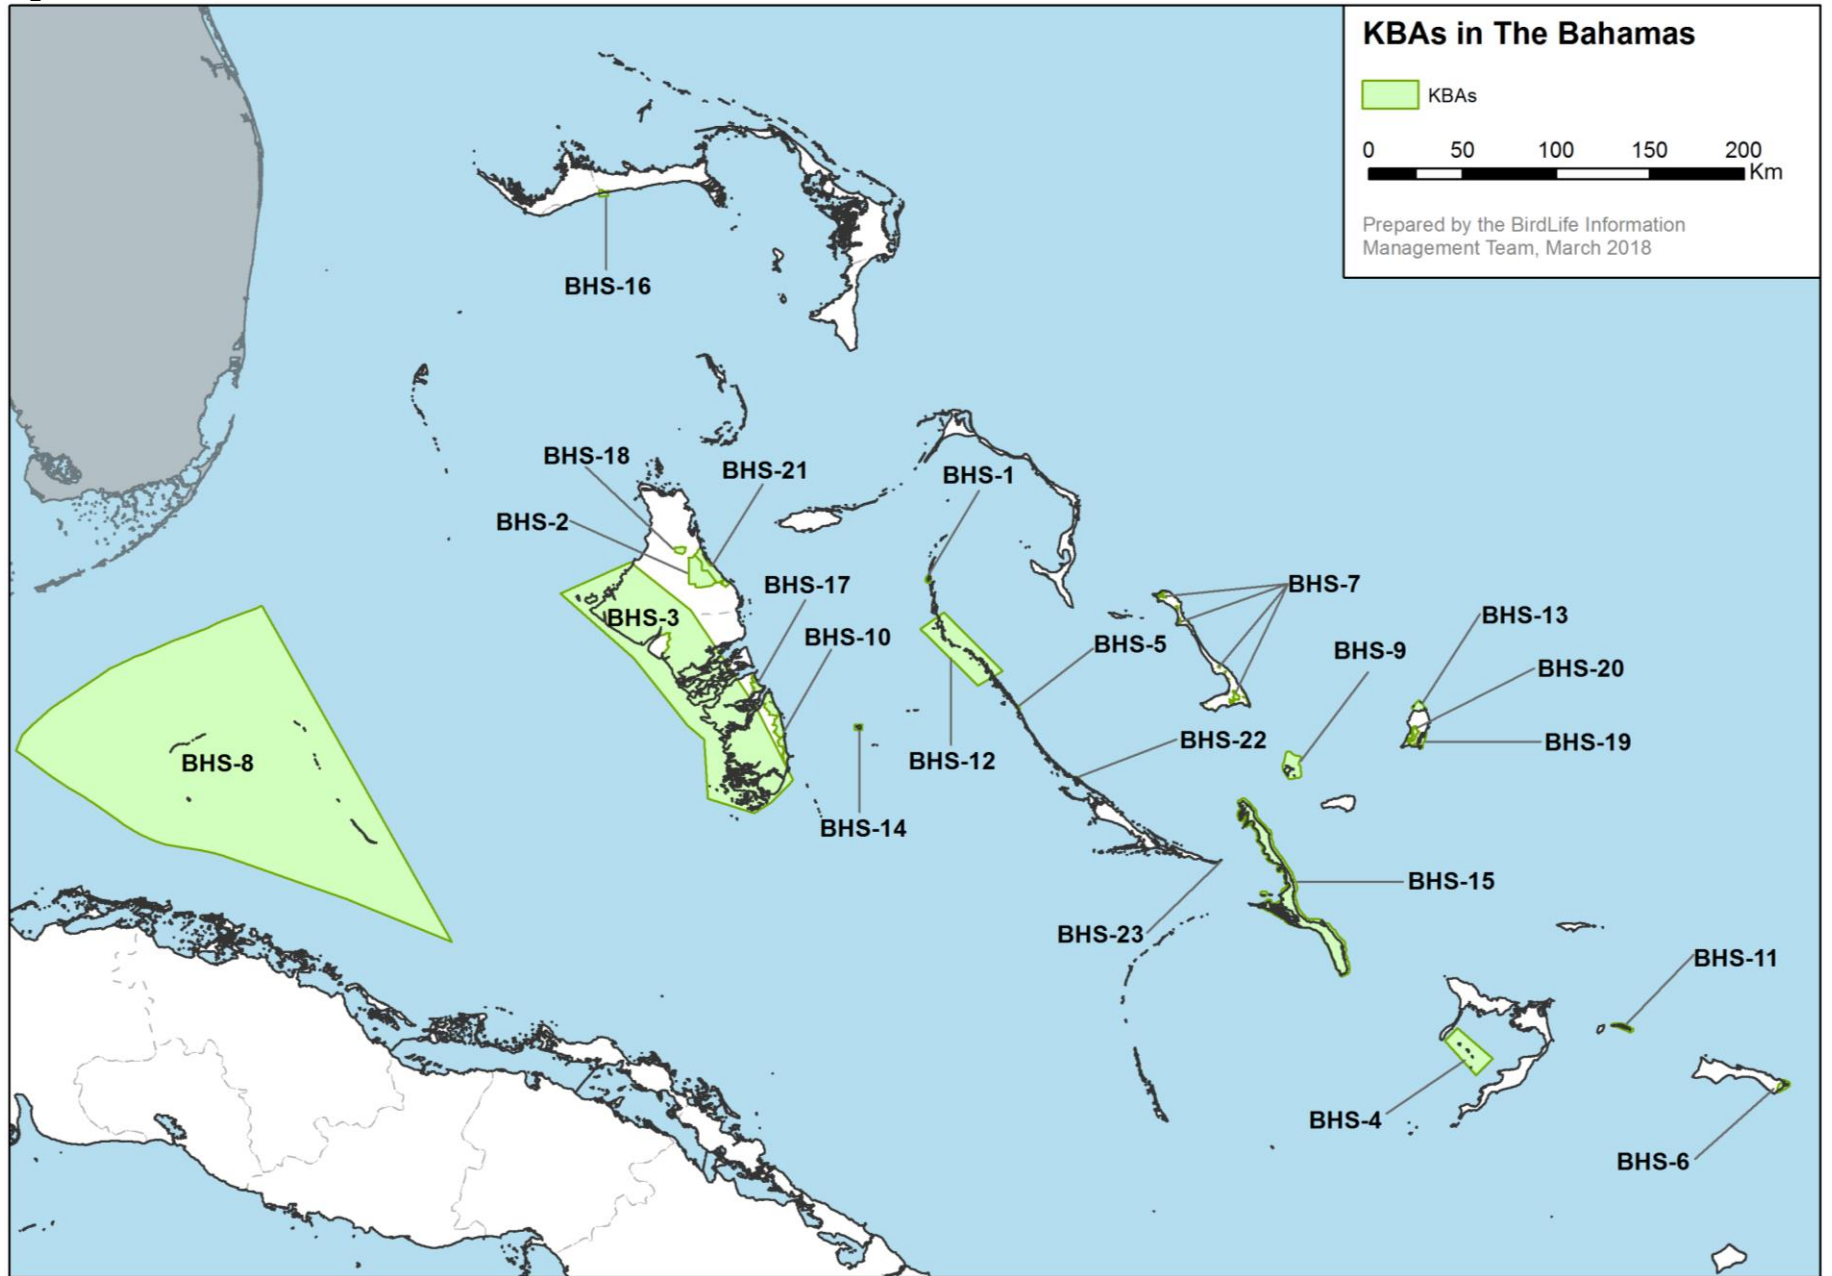 KBAs in The Bahamas
KBAs
0 50 100 150 200
Km
Prepared by the BirdLife Information
Management Team, March 2018
BHS-16
BHS-18
BHS-21
BHS-1
BHS-2
BHS-17
BHS-7
BHS-3
BHS-13
BHS-10
BHS-5
BHS-9
BHS-20
BHS-22
BHS-19
BHS-12
BHS-8
BHS-14
BHS-15
BHS-23
BHS-11
BHS-4
BHS-6